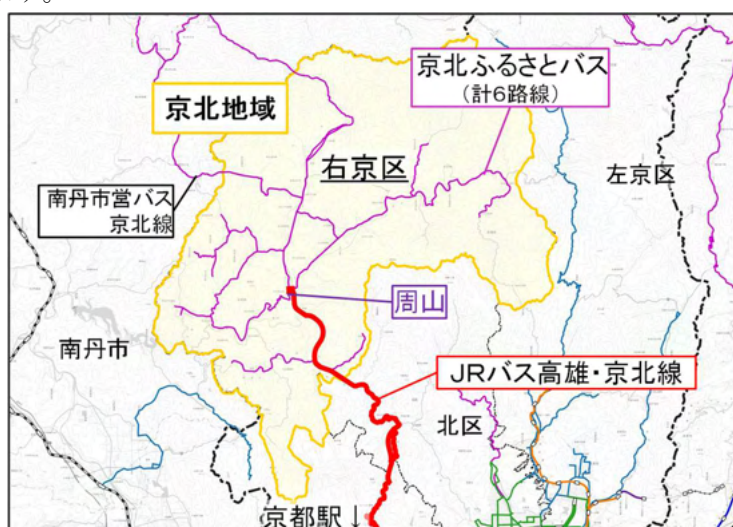 す。
京北ふるさとバス
(計6路線)
京北地域
右京区
左京区
南丹市営バス
京北線
周山
南丹市
JRバス高雄・京北線
北区
京都駅↓